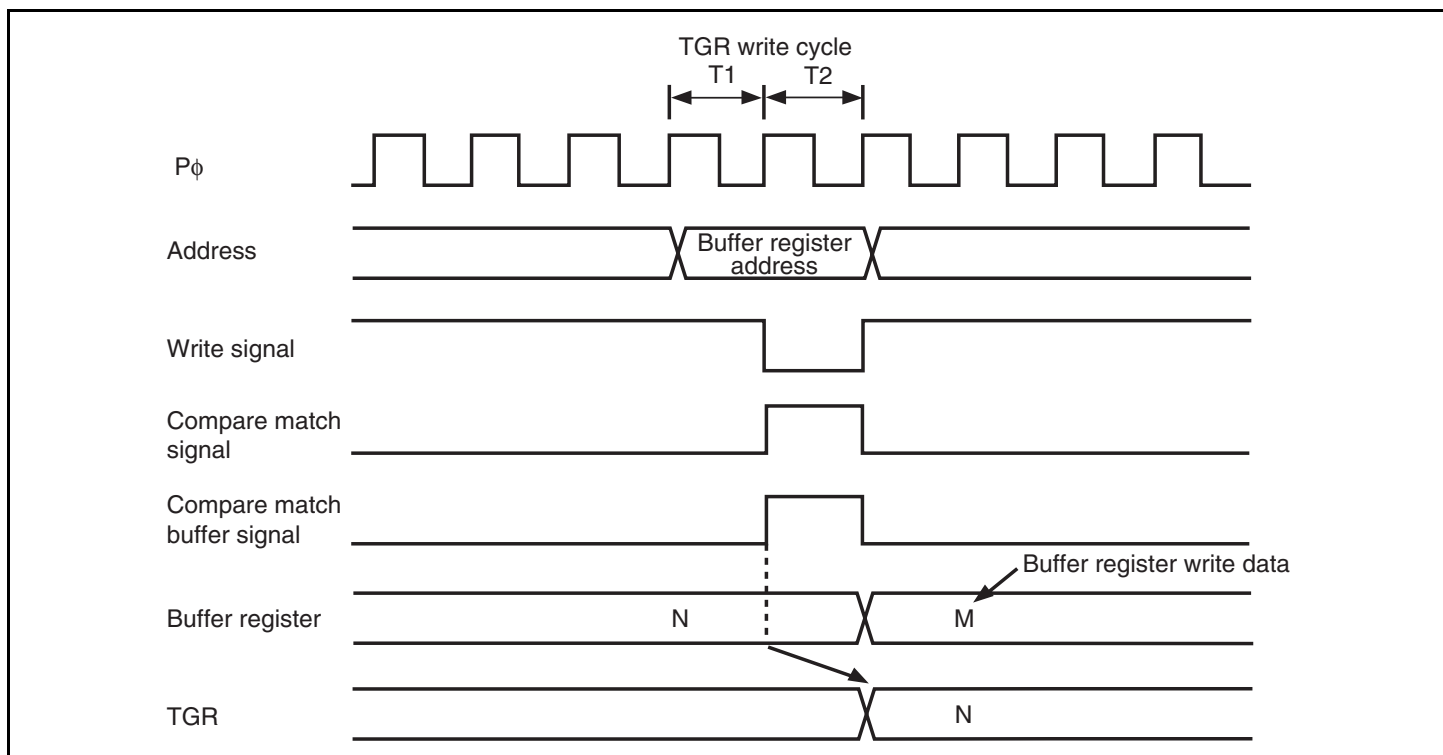 TGR write cycle
T1 T2
Pϕ
Address
Buffer register
address
Write signal
Compare match
signal
Compare match
buffer signal
Buffer register write data
Buffer register
N M
TGR
N